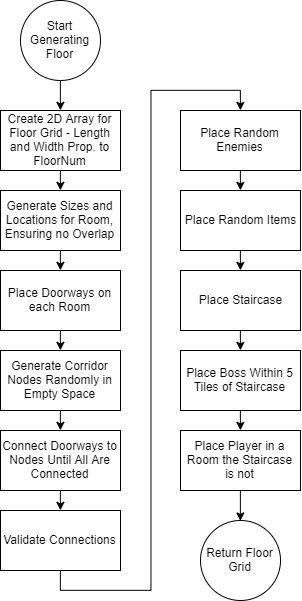 Start
Generating
Floor
Create 2D Array for
Floor Grid - Length
and Width Prop. to
FloorNum
Generate Sizes and
Locations for Room,
Ensuring no Overlap
Place Doorways on
each Room
Generate Corridor
Nodes Randomly in
Empty Space
Connect Doorways to
Nodes Until All Are
Connected
Validate Connections
Place Random
Enemies
Place Random Items
Place Staircase
Place Boss Within 5
Tiles of Staircase
Place Player in a
Room the Staircase
is not
Return Floor
Grid